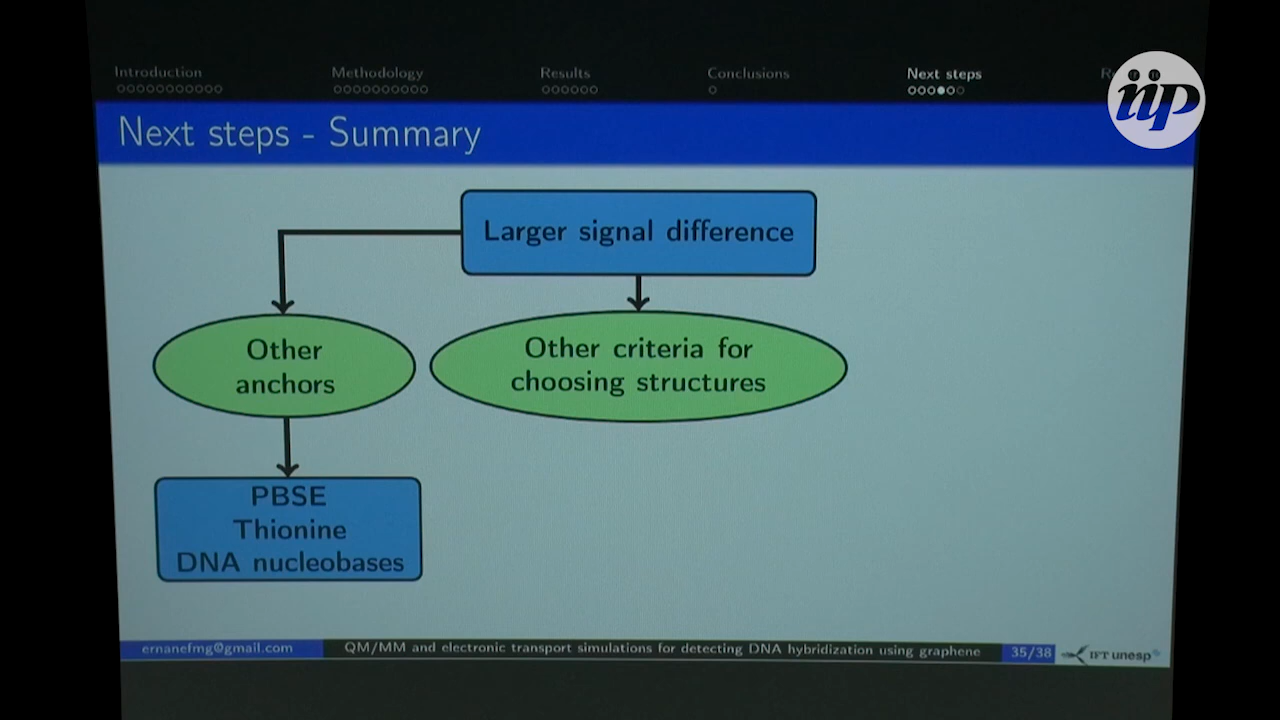 Introduction
Methodology
Results
Conclusions
Next steps
iip
Next steps - Summary
Larger signal difference
Other
anchors
Other criteria for
choosing structures
PBSE
Thionine
DNA nucleobases
ernanefmg@gmail.com
QM/MM and electronic transport simulations for detecting DNA hybridization using graphene
35/38
IFT unesp